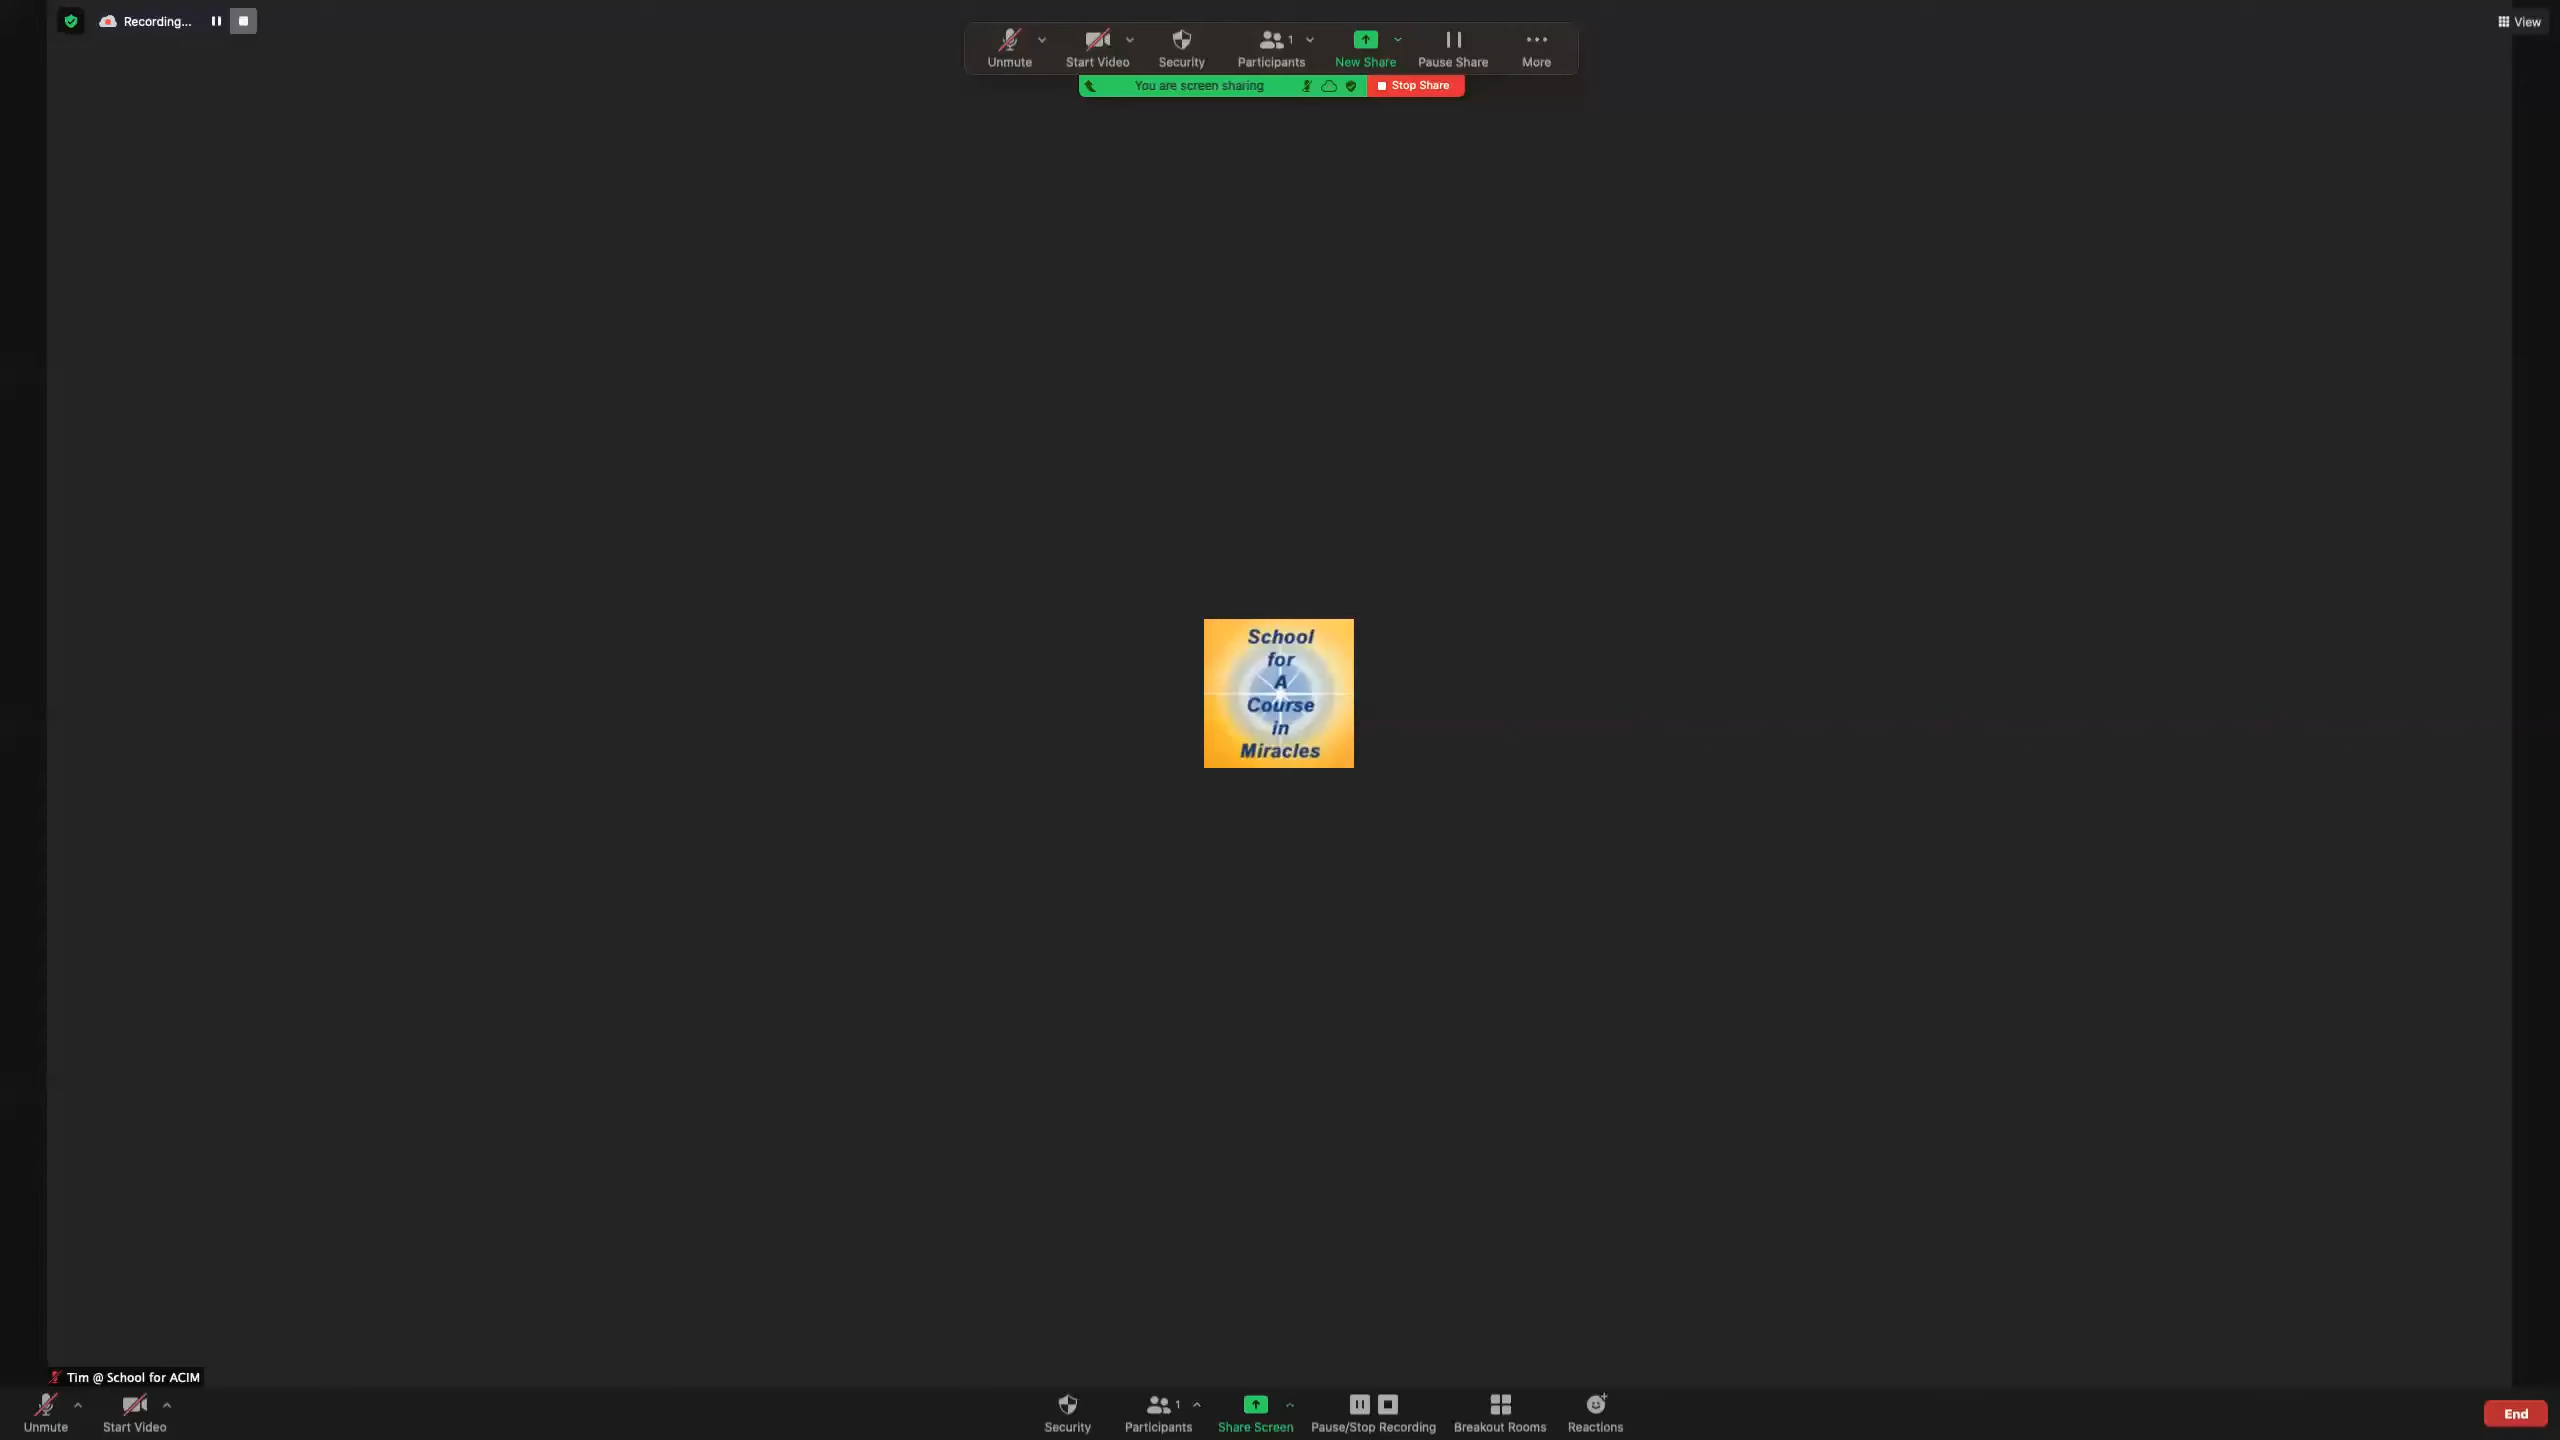 Recording...
View
Unmute
Start Video
Security
1
Participants
New Share
Pause Share
More
You are screen sharing
Stop Share
School
for
A
Course
in
Miracles
Tim @ School for ACIM
Unmute
Start Video
Security
1
Participants
Share Screen
Pause/Stop Recording
Breakout Rooms
Reactions
End